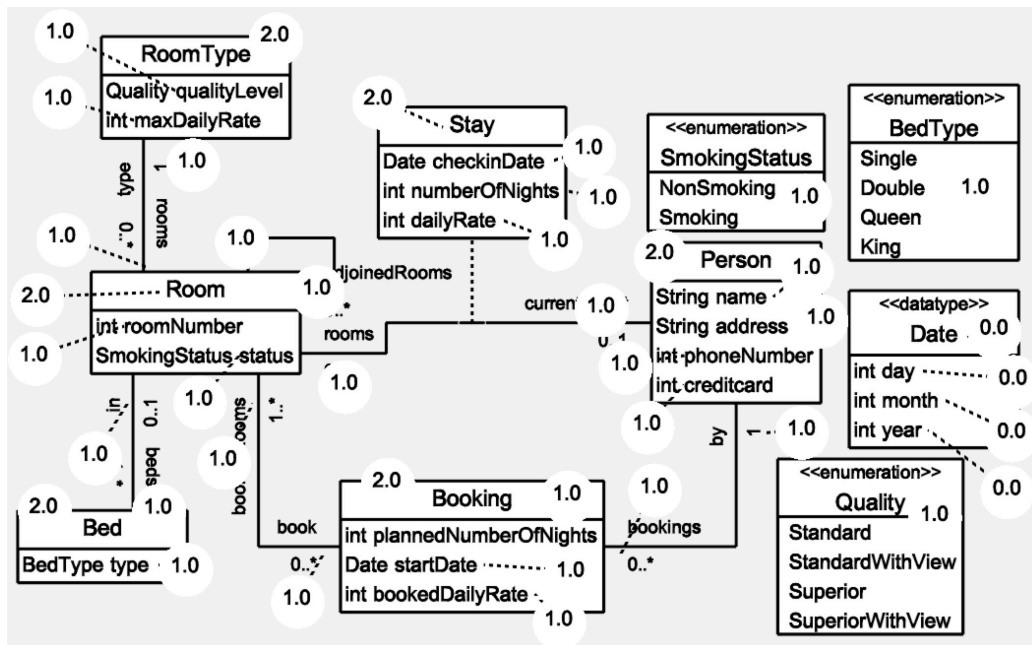 1.0
2.0
RoomType
Quality qualityLevel
1.0
int maxDailyRate
1.0
type
1
0..*
rooms
2.0
Stay
Date checkinDate
1.0
int numberOfNights
1.0
int dailyRate
1.0
<<enumeration>>
SmokingStatus
NonSmoking
1.0
Smoking
<<enumeration>>
BedType
Single
Double
1.0
Queen
King
1.0
1.0
2.0
Room
1.0
int roomNumber
1.0
SmokingStatus status
rooms
1.0
current
1.0
2.0
Person
1.0
String name
String address
1.0
int phoneNumber
1.0
int creditcard
1.0
<<datatype>>
Date
0.0
int day
0.0
int month
0.0
int year
0.0
in
0..1
1.0
*
beds
1.0
1.0
1..*
by
1
1.0
2.0
Bed
1.0
BedType type
1.0
book
0..*
1.0
2.0
Booking
1.0
int plannedNumberOfNights
Date startDate
1.0
int bookedDailyRate
1.0
1.0
bookings
0..*
<<enumeration>>
Quality
1.0
Standard
StandardWithView
Superior
SuperiorWithView